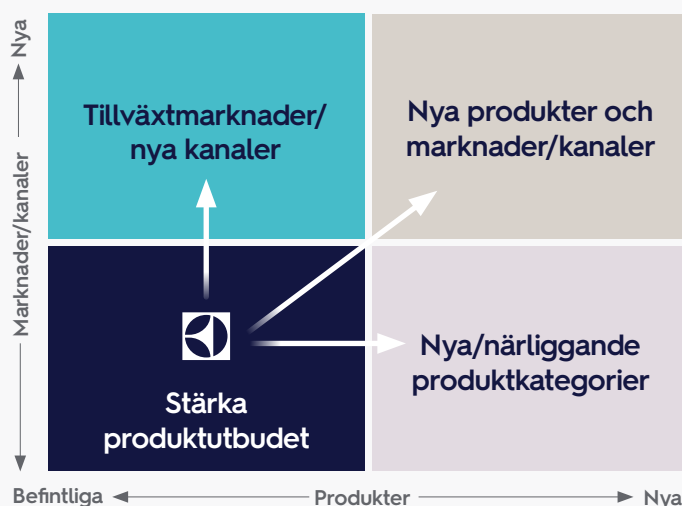 Nya
Marknader/kanaler
Tillväxtmarknader/
nya kanaler
Nya produkter och
marknader/kanaler
Stärka
produktutbudet
Nya/närliggande
produktkategorier
Befintliga
Produkter
Nya